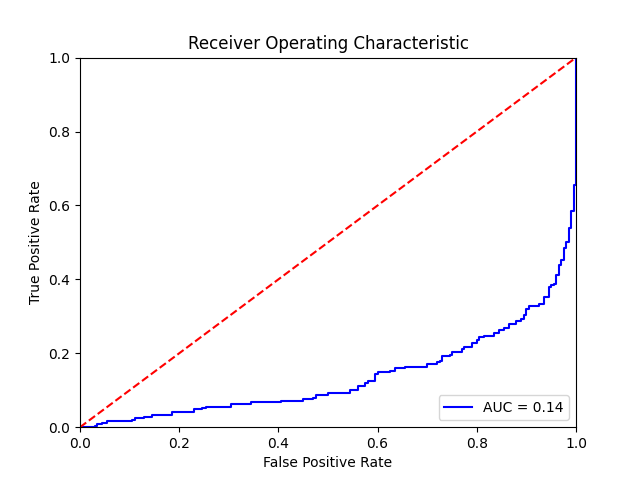 Receiver Operating Characteristic
1.0
0.8
0.6
0.4
0.2
0.0
True Positive Rate
AUC = 0.14
0.0 0.2 0.4 0.6 0.8 1.0
False Positive Rate